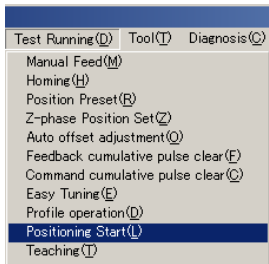 Test Running(D) Tool(T) Diagnosis(C)
Manual Feed(M)
Homing(H)
Position Preset(R)
Z-phase Position Set(Z)
Auto offset adjustment(O)
Feedback cumulative pulse clear(F)
Command cumulative pulse clear(C)
Easy Tuning(E)
Profile operation(D)
Positioning Start(L)
Teaching(T)